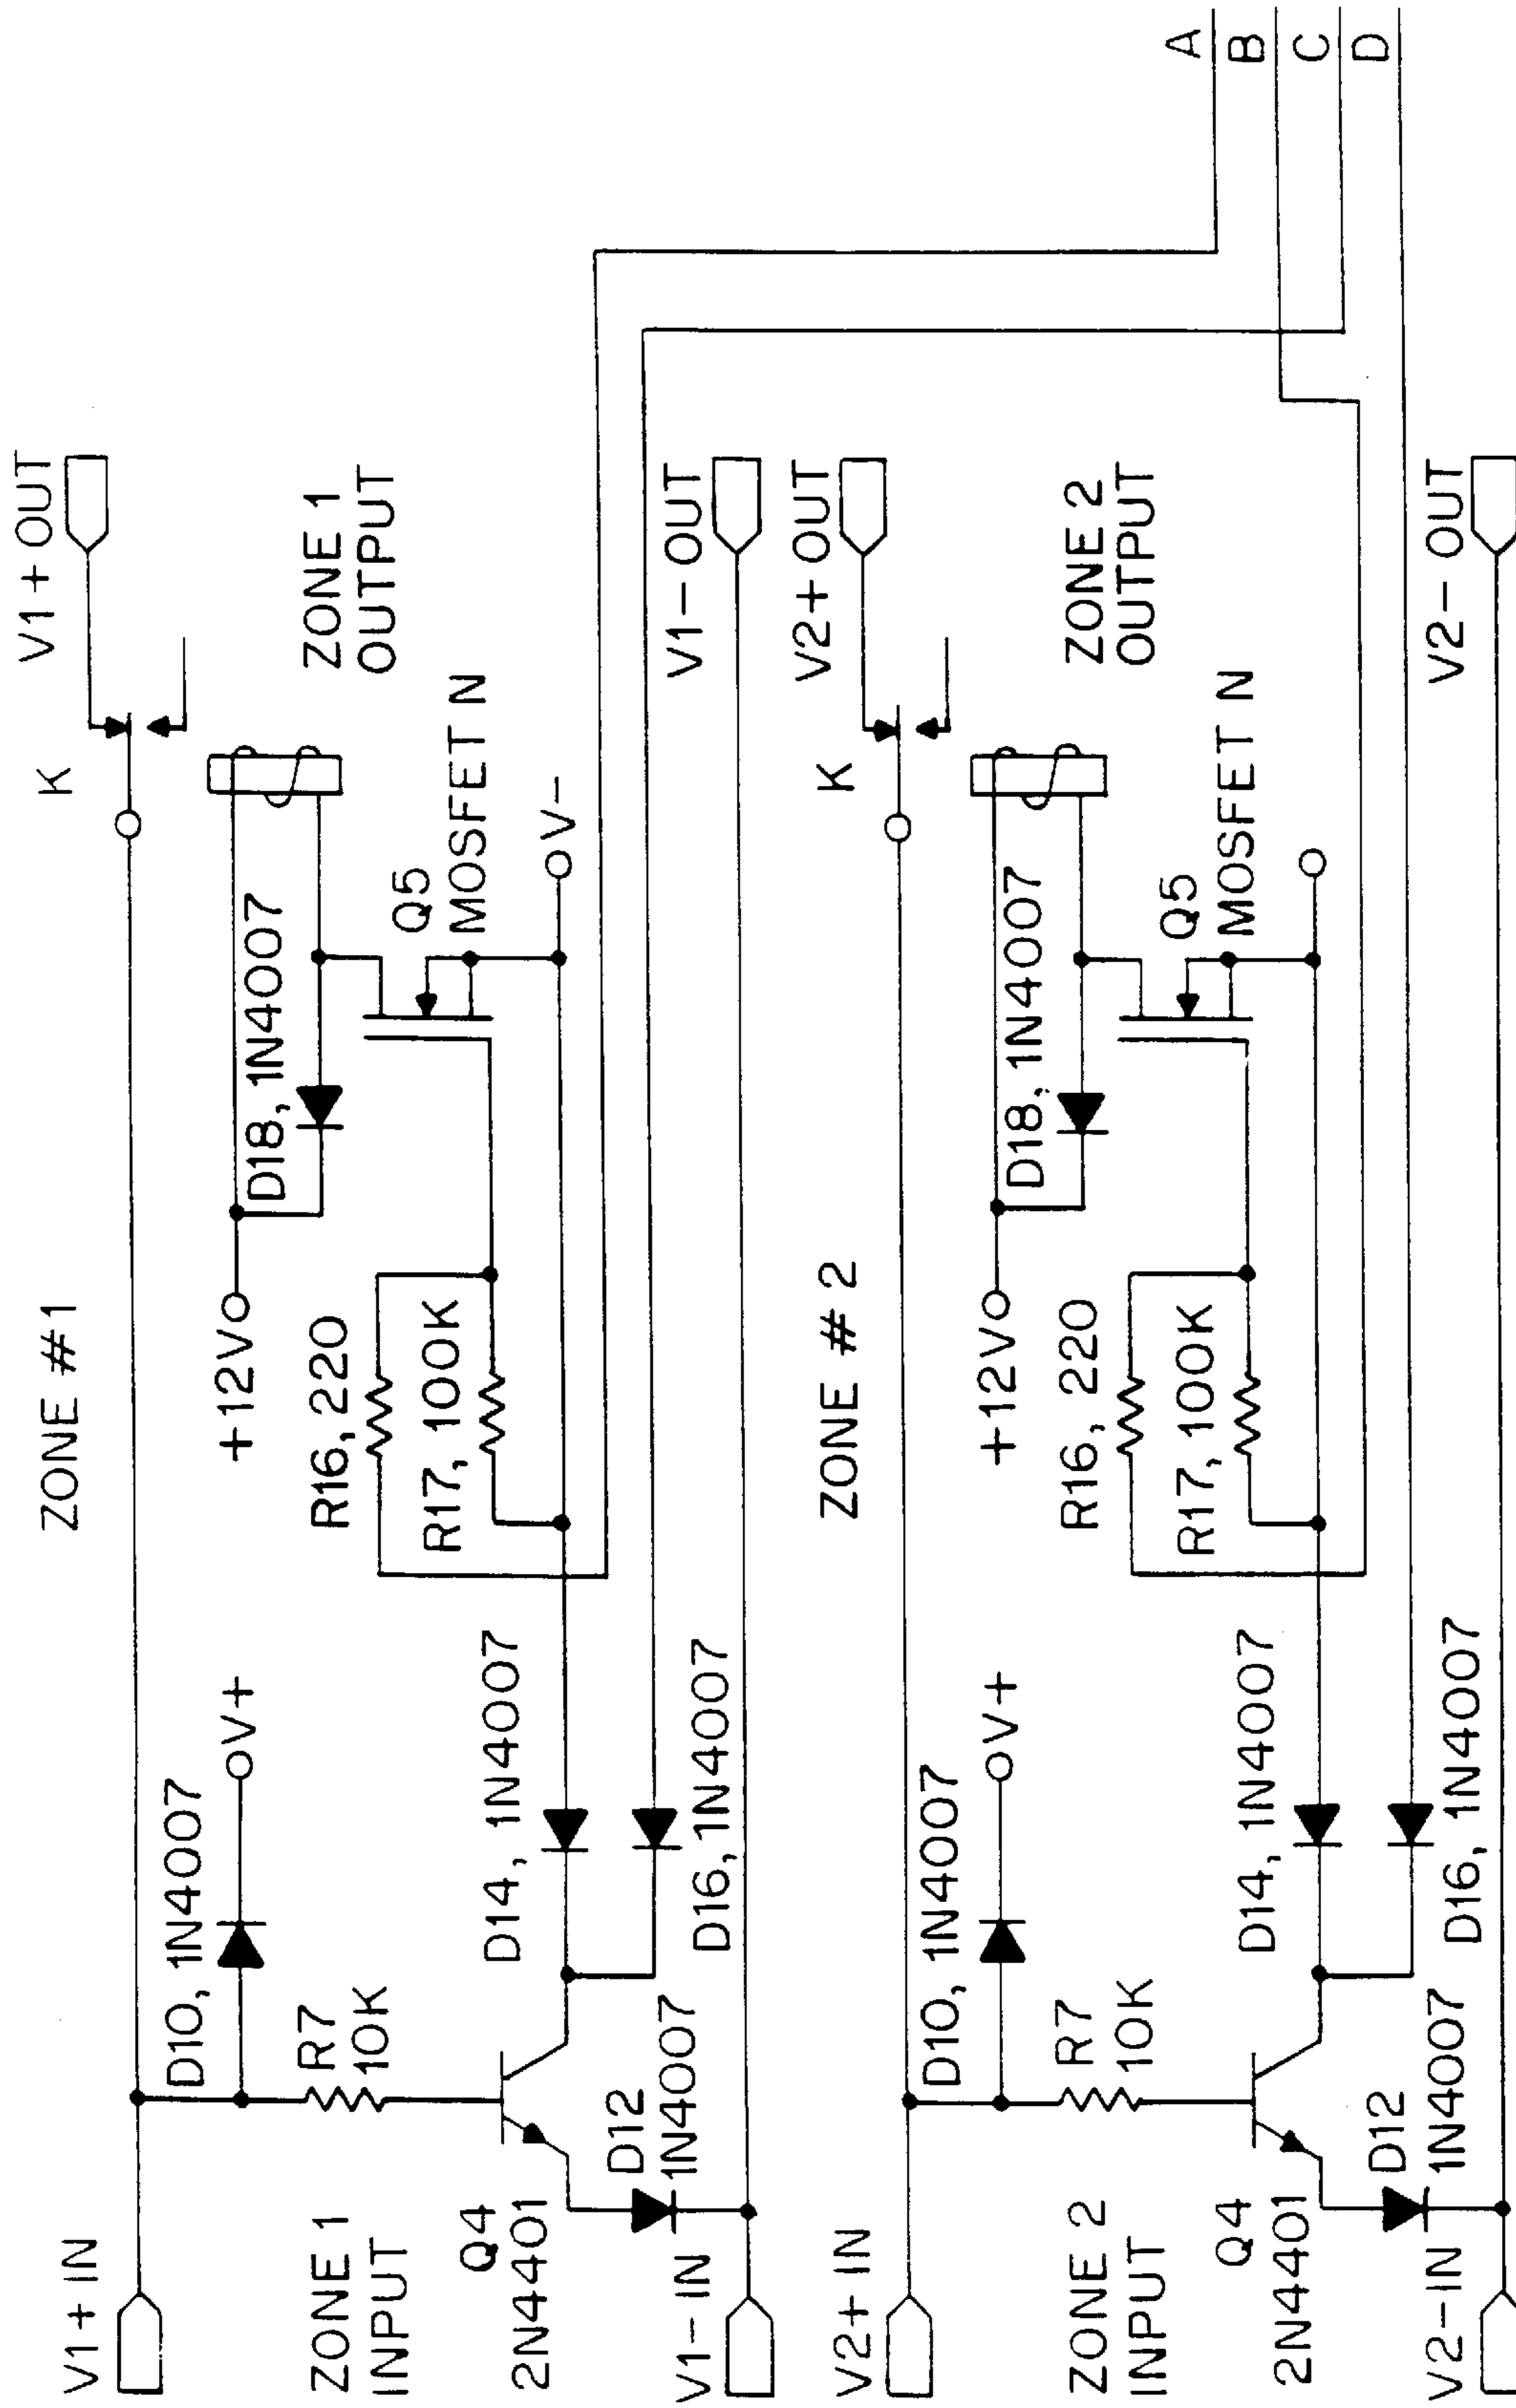 ZONE #1
V1+ IN
K
V1+ OUT
D10, 1N4007
V+
+12V
D18, 1N4007
ZONE 1
INPUT
R7
10K
R16, 220
ZONE 1
OUTPUT
R17, 100K
Q5
MOSFET N
Q4
2N4401
D14, 1N4007
V-
D12
1N4007
D16, 1N4007
V1- IN
V1- OUT
ZONE #2
V2+ IN
K
V2+ OUT
D10, 1N4007
V+
+12V
D18, 1N4007
ZONE 2
INPUT
R7
10K
R16, 220
ZONE 2
OUTPUT
R17, 100K
Q5
MOSFET N
Q4
2N4401
D14, 1N4007
D12
1N4007
D16, 1N4007
V2- IN
V2- OUT
A
B
C
D